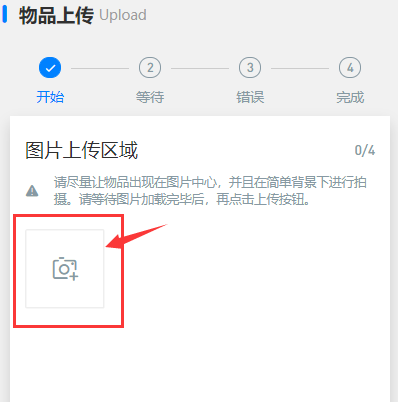 物品上传 Upload
2 3 4
开始 等待 错误 完成
图片上传区域 0/4
请尽量让物品出现在图片中心，并且在简单背景下进行拍
摄。请等待图片加载完毕后，再点击上传按钮。